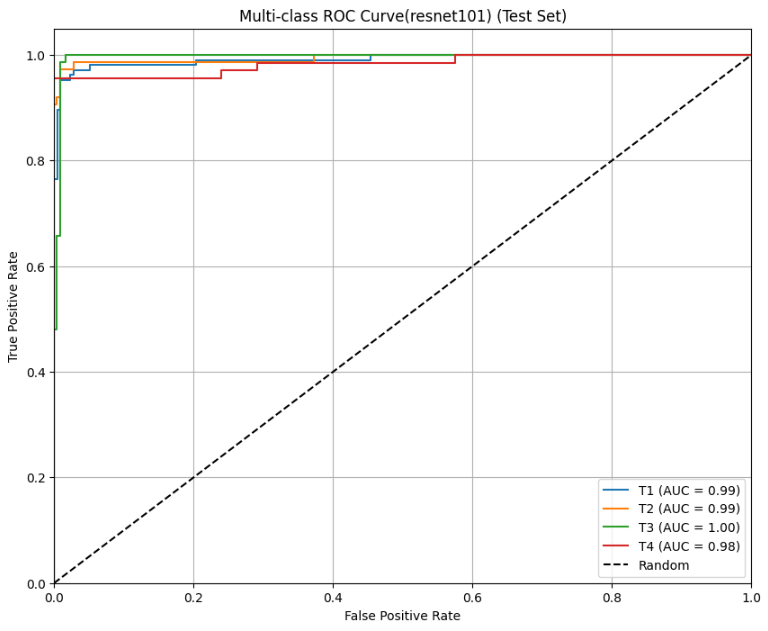 Multi-class ROC Curve(resnet101) (Test Set)
True Positive Rate
1.0
0.8
0.6
0.4
0.2
0.0
0.0 0.2 0.4 0.6 0.8 1.0
False Positive Rate
T1 (AUC = 0.99)
T2 (AUC = 0.99)
T3 (AUC = 1.00)
T4 (AUC = 0.98)
Random